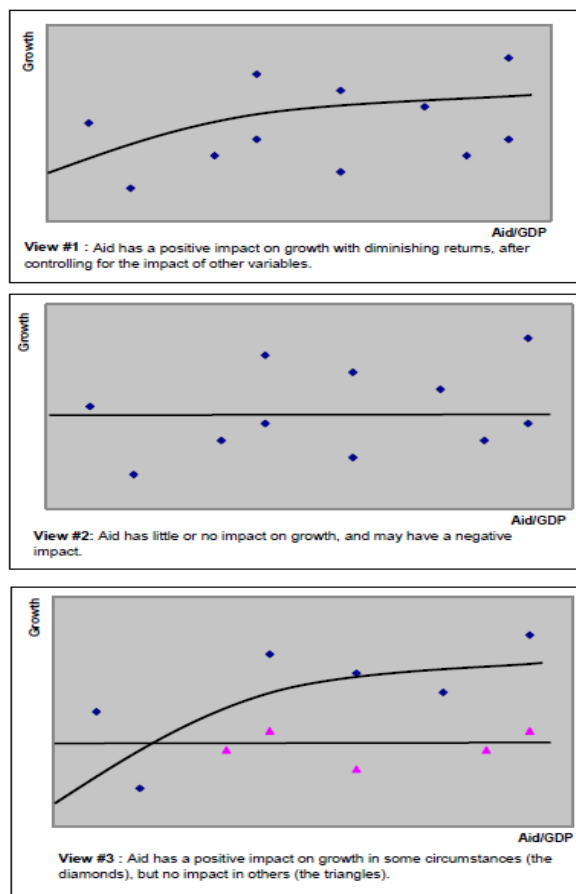 Growth
Aid/GDP
View #1 : Aid has a positive impact on growth with diminishing returns, after
controlling for the impact of other variables.
Growth
Aid/GDP
View #2: Aid has little or no impact on growth, and may have a negative
impact.
Growth
Aid/GDP
View #3 : Aid has a positive impact on growth in some circumstances (the
diamonds), but no impact in others (the triangles).